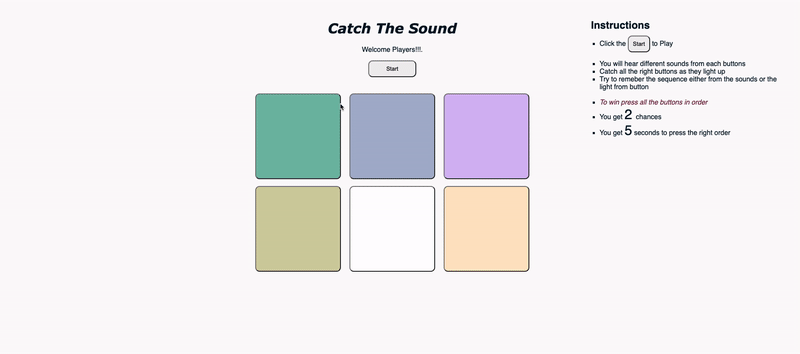 Catch The Sound
Welcome Players!!!.
Start
Instructions
Click the Start to Play
You will hear different sounds from each buttons
Catch all the right buttons as they light up
Try to remeber the sequence either from the sounds or the
light from button
To win press all the buttons in order
You get 2 chances
You get 5 seconds to press the right order